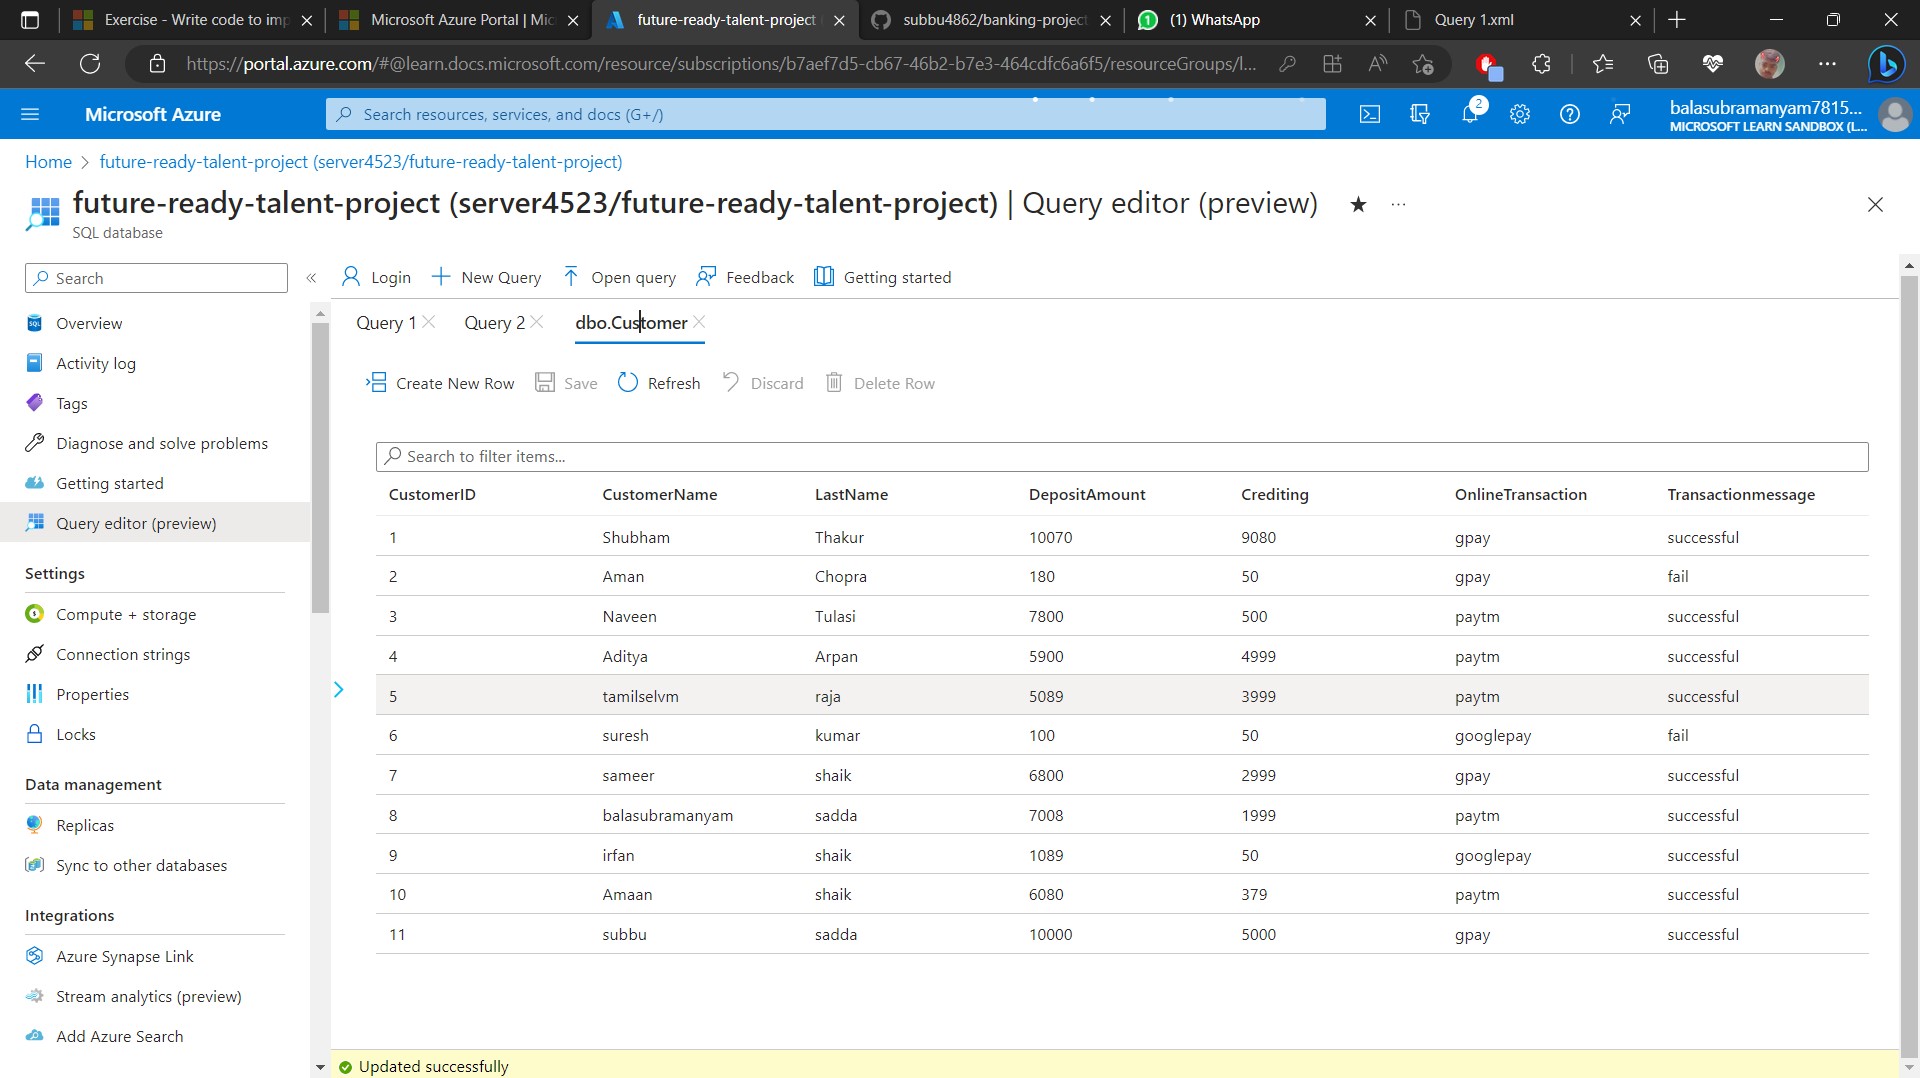 Exercise - Write code to imp
Microsoft Azure Portal | Mic
future-ready-talent-project
subbu4862/banking-project
(1) WhatsApp
Query 1.xml
https://portal.azure.com/#@learn.docs.microsoft.com/resource/subscriptions/b7aef7d5-cb67-46b2-b7e3-464cdfc6a6f5/resourceGroups/l...
Microsoft Azure
Search resources, services, and docs (G+/)
2
balasubramanyam7815...
MICROSOFT LEARN SANDBOX (L...
Home > future-ready-talent-project (server4523/future-ready-talent-project)
future-ready-talent-project (server4523/future-ready-talent-project) | Query editor (preview)
SQL database
Search
Login
New Query
Open query
Feedback
Getting started
Overview
Activity log
Tags
Diagnose and solve problems
Getting started
Query editor (preview)
Settings
Compute + storage
Connection strings
Properties
Locks
Data management
Replicas
Sync to other databases
Integrations
Azure Synapse Link
Stream analytics (preview)
Add Azure Search
Query 1 Query 2 dbo.Customer
Create New Row Save Refresh Discard Delete Row
Search to filter items...
CustomerID CustomerName LastName DepositAmount Crediting OnlineTransaction Transactionmessage
1 Shubham Thakur 10070 9080 gpay successful
2 Aman Chopra 180 50 gpay fail
3 Naveen Tulasi 7800 500 paytm successful
4 Aditya Arpan 5900 4999 paytm successful
5 tamilselvm raja 5089 3999 paytm successful
6 suresh kumar 100 50 googlepay fail
7 sameer shaik 6800 2999 gpay successful
8 balasubramanyam sadda 7008 1999 paytm successful
9 irfan shaik 1089 50 googlepay successful
10 Amaan shaik 6080 379 paytm successful
11 subbu sadda 10000 5000 gpay successful
Updated successfully